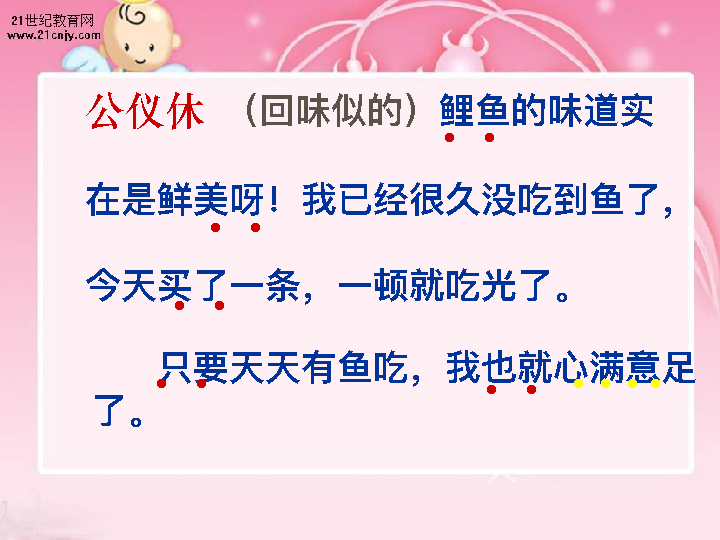 21世纪教育网
www.21cnjy.com
公仪休 （回味似的）鲤鱼的味道实
在是鲜美呀！我已经很久没吃到鱼了，
今天买了一条，一顿就吃光了。
只要天天有鱼吃，我也就心满意足
了。